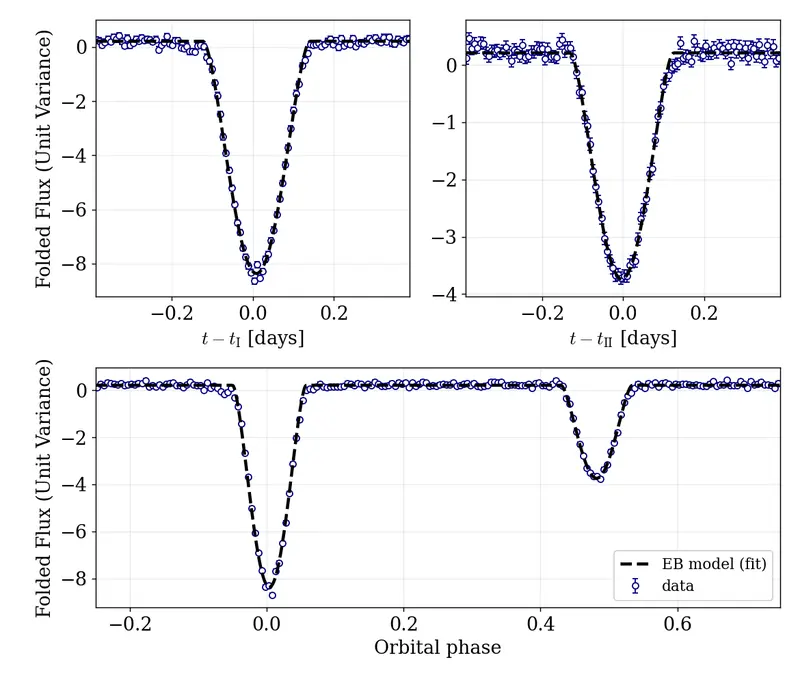 Folded Flux (Unit Variance)
0
−2
−4
−6
−8
−0.2 0.0 0.2
t − tI [days]
0
−1
−2
−3
−4
−0.2 0.0 0.2
t − tII [days]
Folded Flux (Unit Variance)
0
−2
−4
−6
−8
EB model (fit)
data
−0.2 0.0 0.2 0.4 0.6
Orbital phase